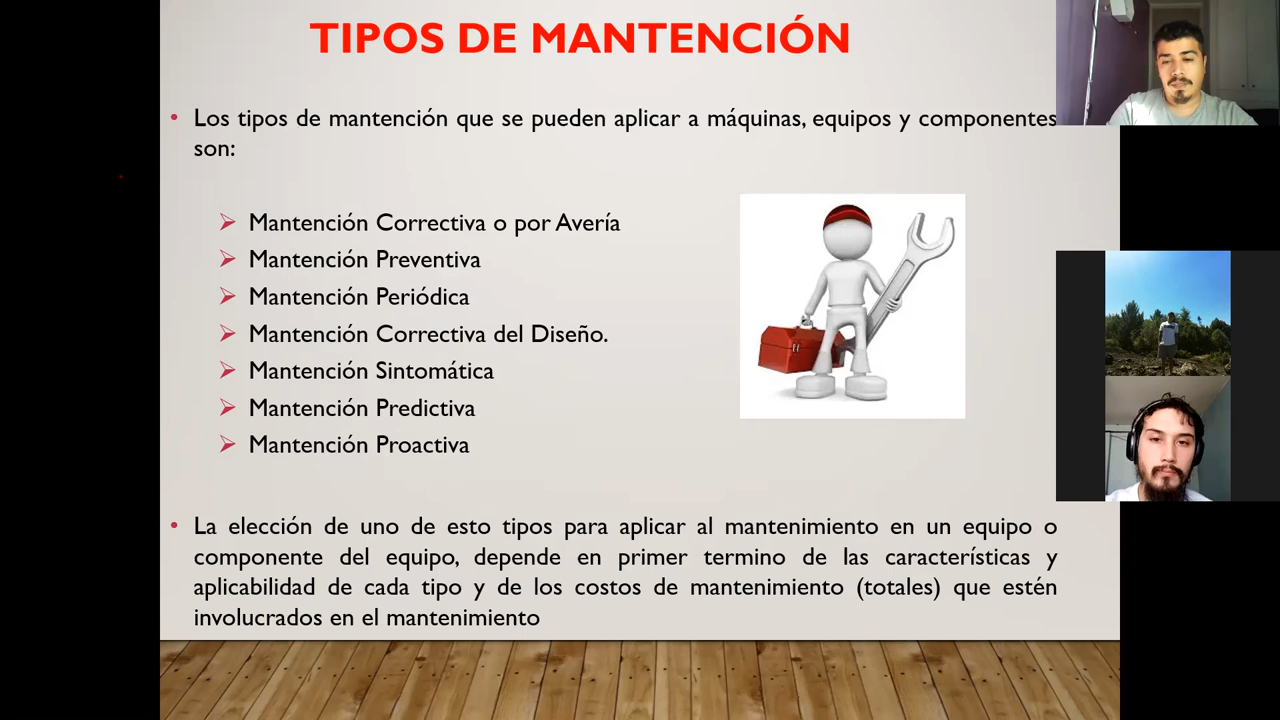 TIPOS DE MANTENCIÓN
• Los tipos de mantención que se pueden aplicar a máquinas, equipos y componentes
son:
➢ Mantención Correctiva o por Avería
➢ Mantención Preventiva
➢ Mantención Periódica
➢ Mantención Correctiva del Diseño.
➢ Mantención Sintomática
➢ Mantención Predictiva
➢ Mantención Proactiva
• La elección de uno de esto tipos para aplicar al mantenimiento en un equipo o
componente del equipo, depende en primer termino de las características y
aplicabilidad de cada tipo y de los costos de mantenimiento (totales) que estén
involucrados en el mantenimiento